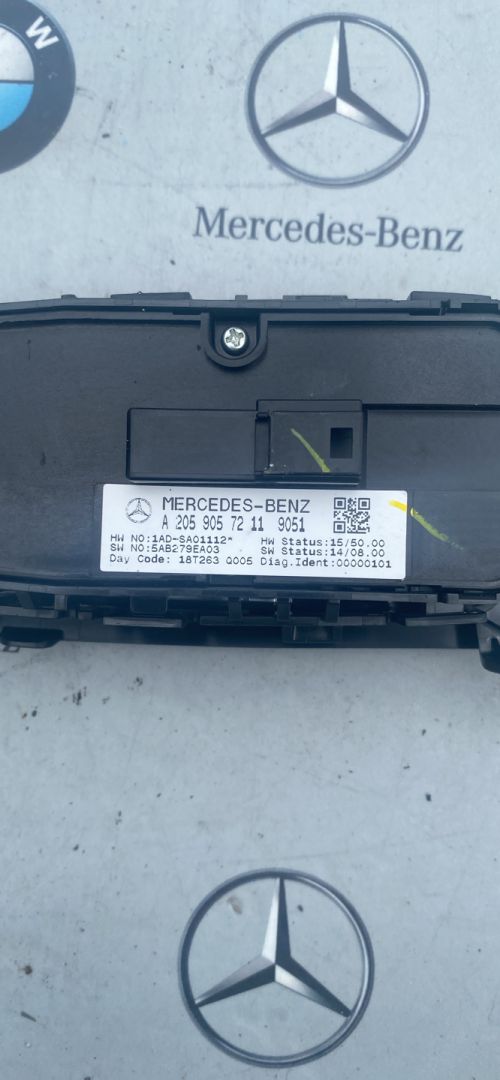 W
Mercedes-Benz
MERCEDES-BENZ
A 205 905 72 11 9051
HW NO:1AD-SA01112* HW Status:15/50.00
SW NO:5AB279EA03 SW Status:14/08.00
Day Code: 18T263 Q005 Diag.Ident:00000101